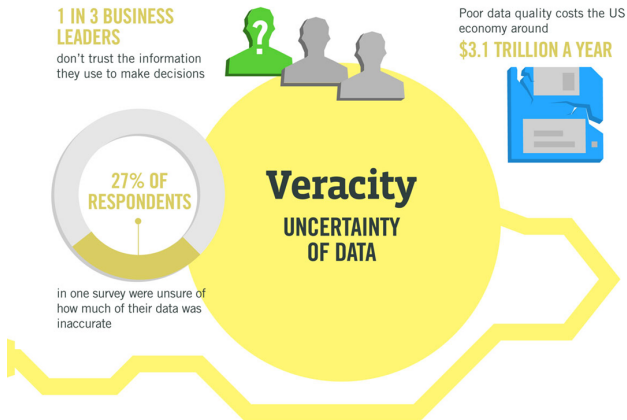 1 IN 3 BUSINESS
LEADERS
don't trust the information
they use to make decisions
?
Poor data quality costs the US
economy around
$3.1 TRILLION A YEAR
27% OF
RESPONDENTS
in one survey were unsure of
how much of their data was
inaccurate
Veracity
UNCERTAINTY
OF DATA